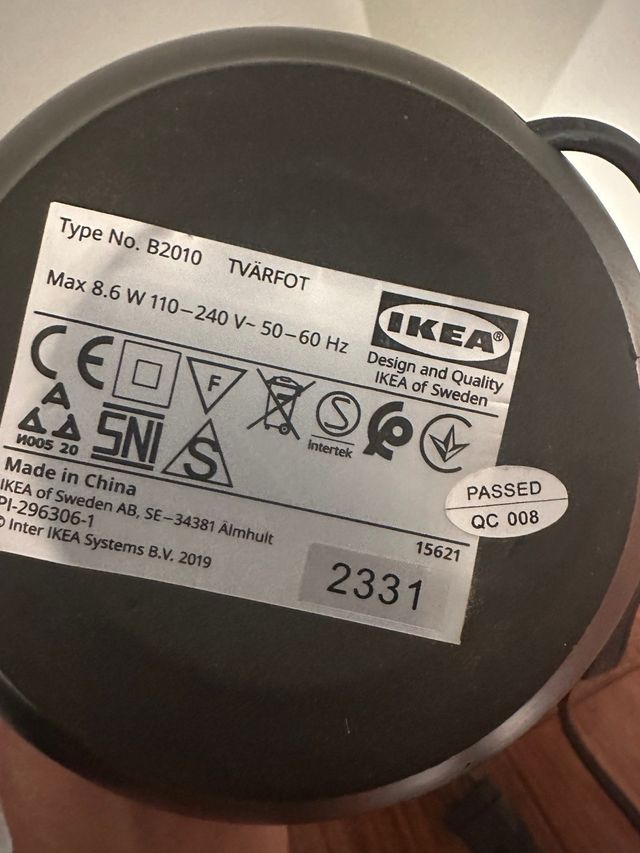 Type No. B2010 TVÄRFOT
Max 8.6 W 110–240 V~ 50–60 Hz
IKEA®
Design and Quality
IKEA of Sweden
CE
F
S
Intertek
И005 20
SNI
S
Made in China
IKEA of Sweden AB, SE–34381 Älmhult
PI-296306-1
© Inter IKEA Systems B.V. 2019
15621
2331
PASSED
QC 008